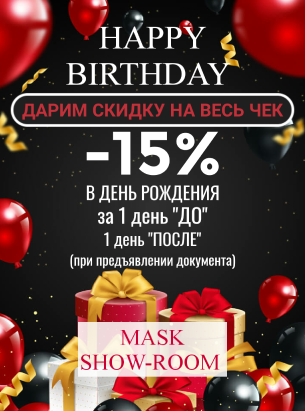 HAPPY
BIRTHDAY
ДАРИМ СКИДКУ НА ВЕСЬ ЧЕК
-15%
В ДЕНЬ РОЖДЕНИЯ
за 1 день "ДО"
1 день "ПОСЛЕ"
(при предъявлении документа)
MASK
SHOW-ROOM